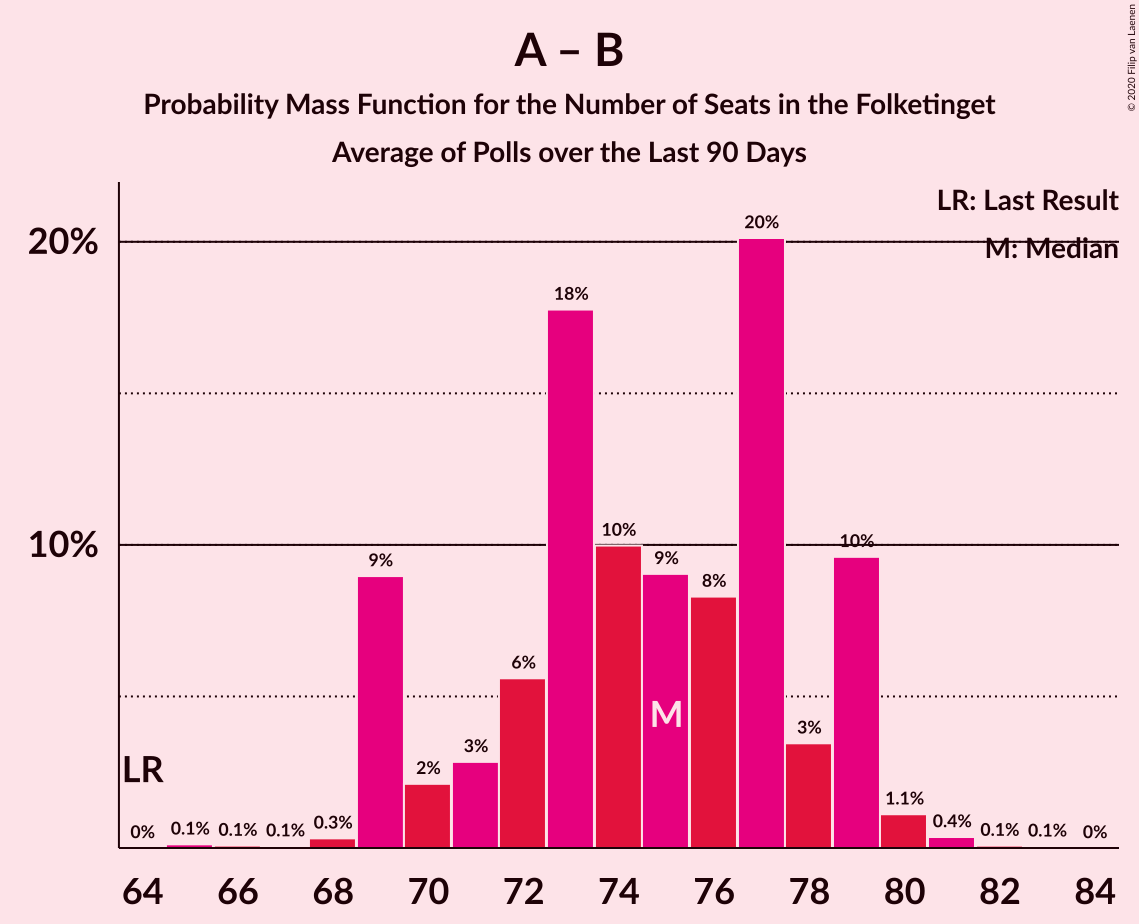 © 2020 Filip van Laenen
A – B
Probability Mass Function for the Number of Seats in the Folketinget
Average of Polls over the Last 90 Days
LR: Last Result
M: Median
20%
10%
LR
M
0% 0.1% 0.1% 0.1% 0.3% 9% 2% 3% 6% 18% 10% 9% 8% 20% 3% 10% 1.1% 0.4% 0.1% 0.1% 0%
64 66 68 70 72 74 76 78 80 82 84